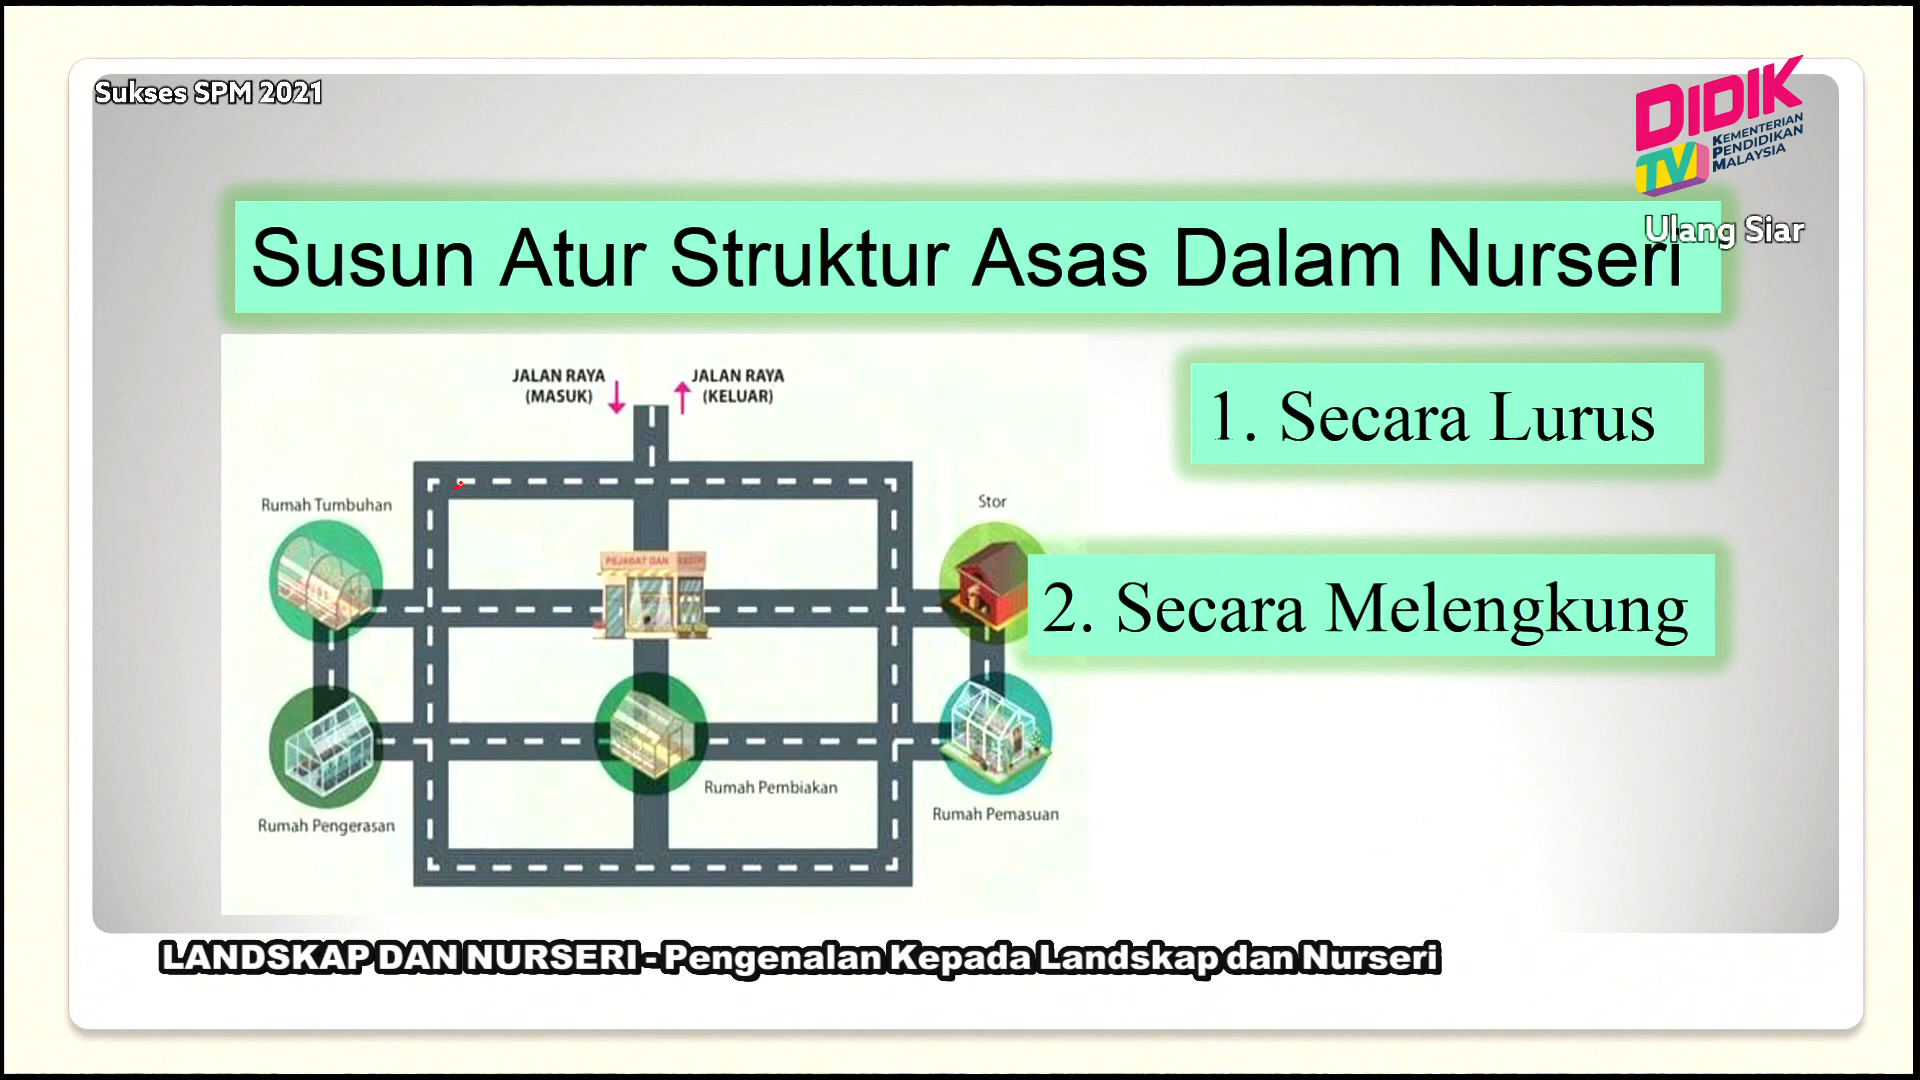 Sukses SPM 2021
DIDIK
TV
KEMENTERIAN
PENDIDIKAN
MALAYSIA
Ulang Siar
Susun Atur Struktur Asas Dalam Nurseri
JALAN RAYA
(MASUK)
JALAN RAYA
(KELUAR)
1. Secara Lurus
Rumah Tumbuhan
Stor
PEJABAT DAN
2. Secara Melengkung
Rumah Pembiakan
Rumah Pengerasan
Rumah Pemasuan
LANDSKAP DAN NURSERI - Pengenalan Kepada Landskap dan Nurseri